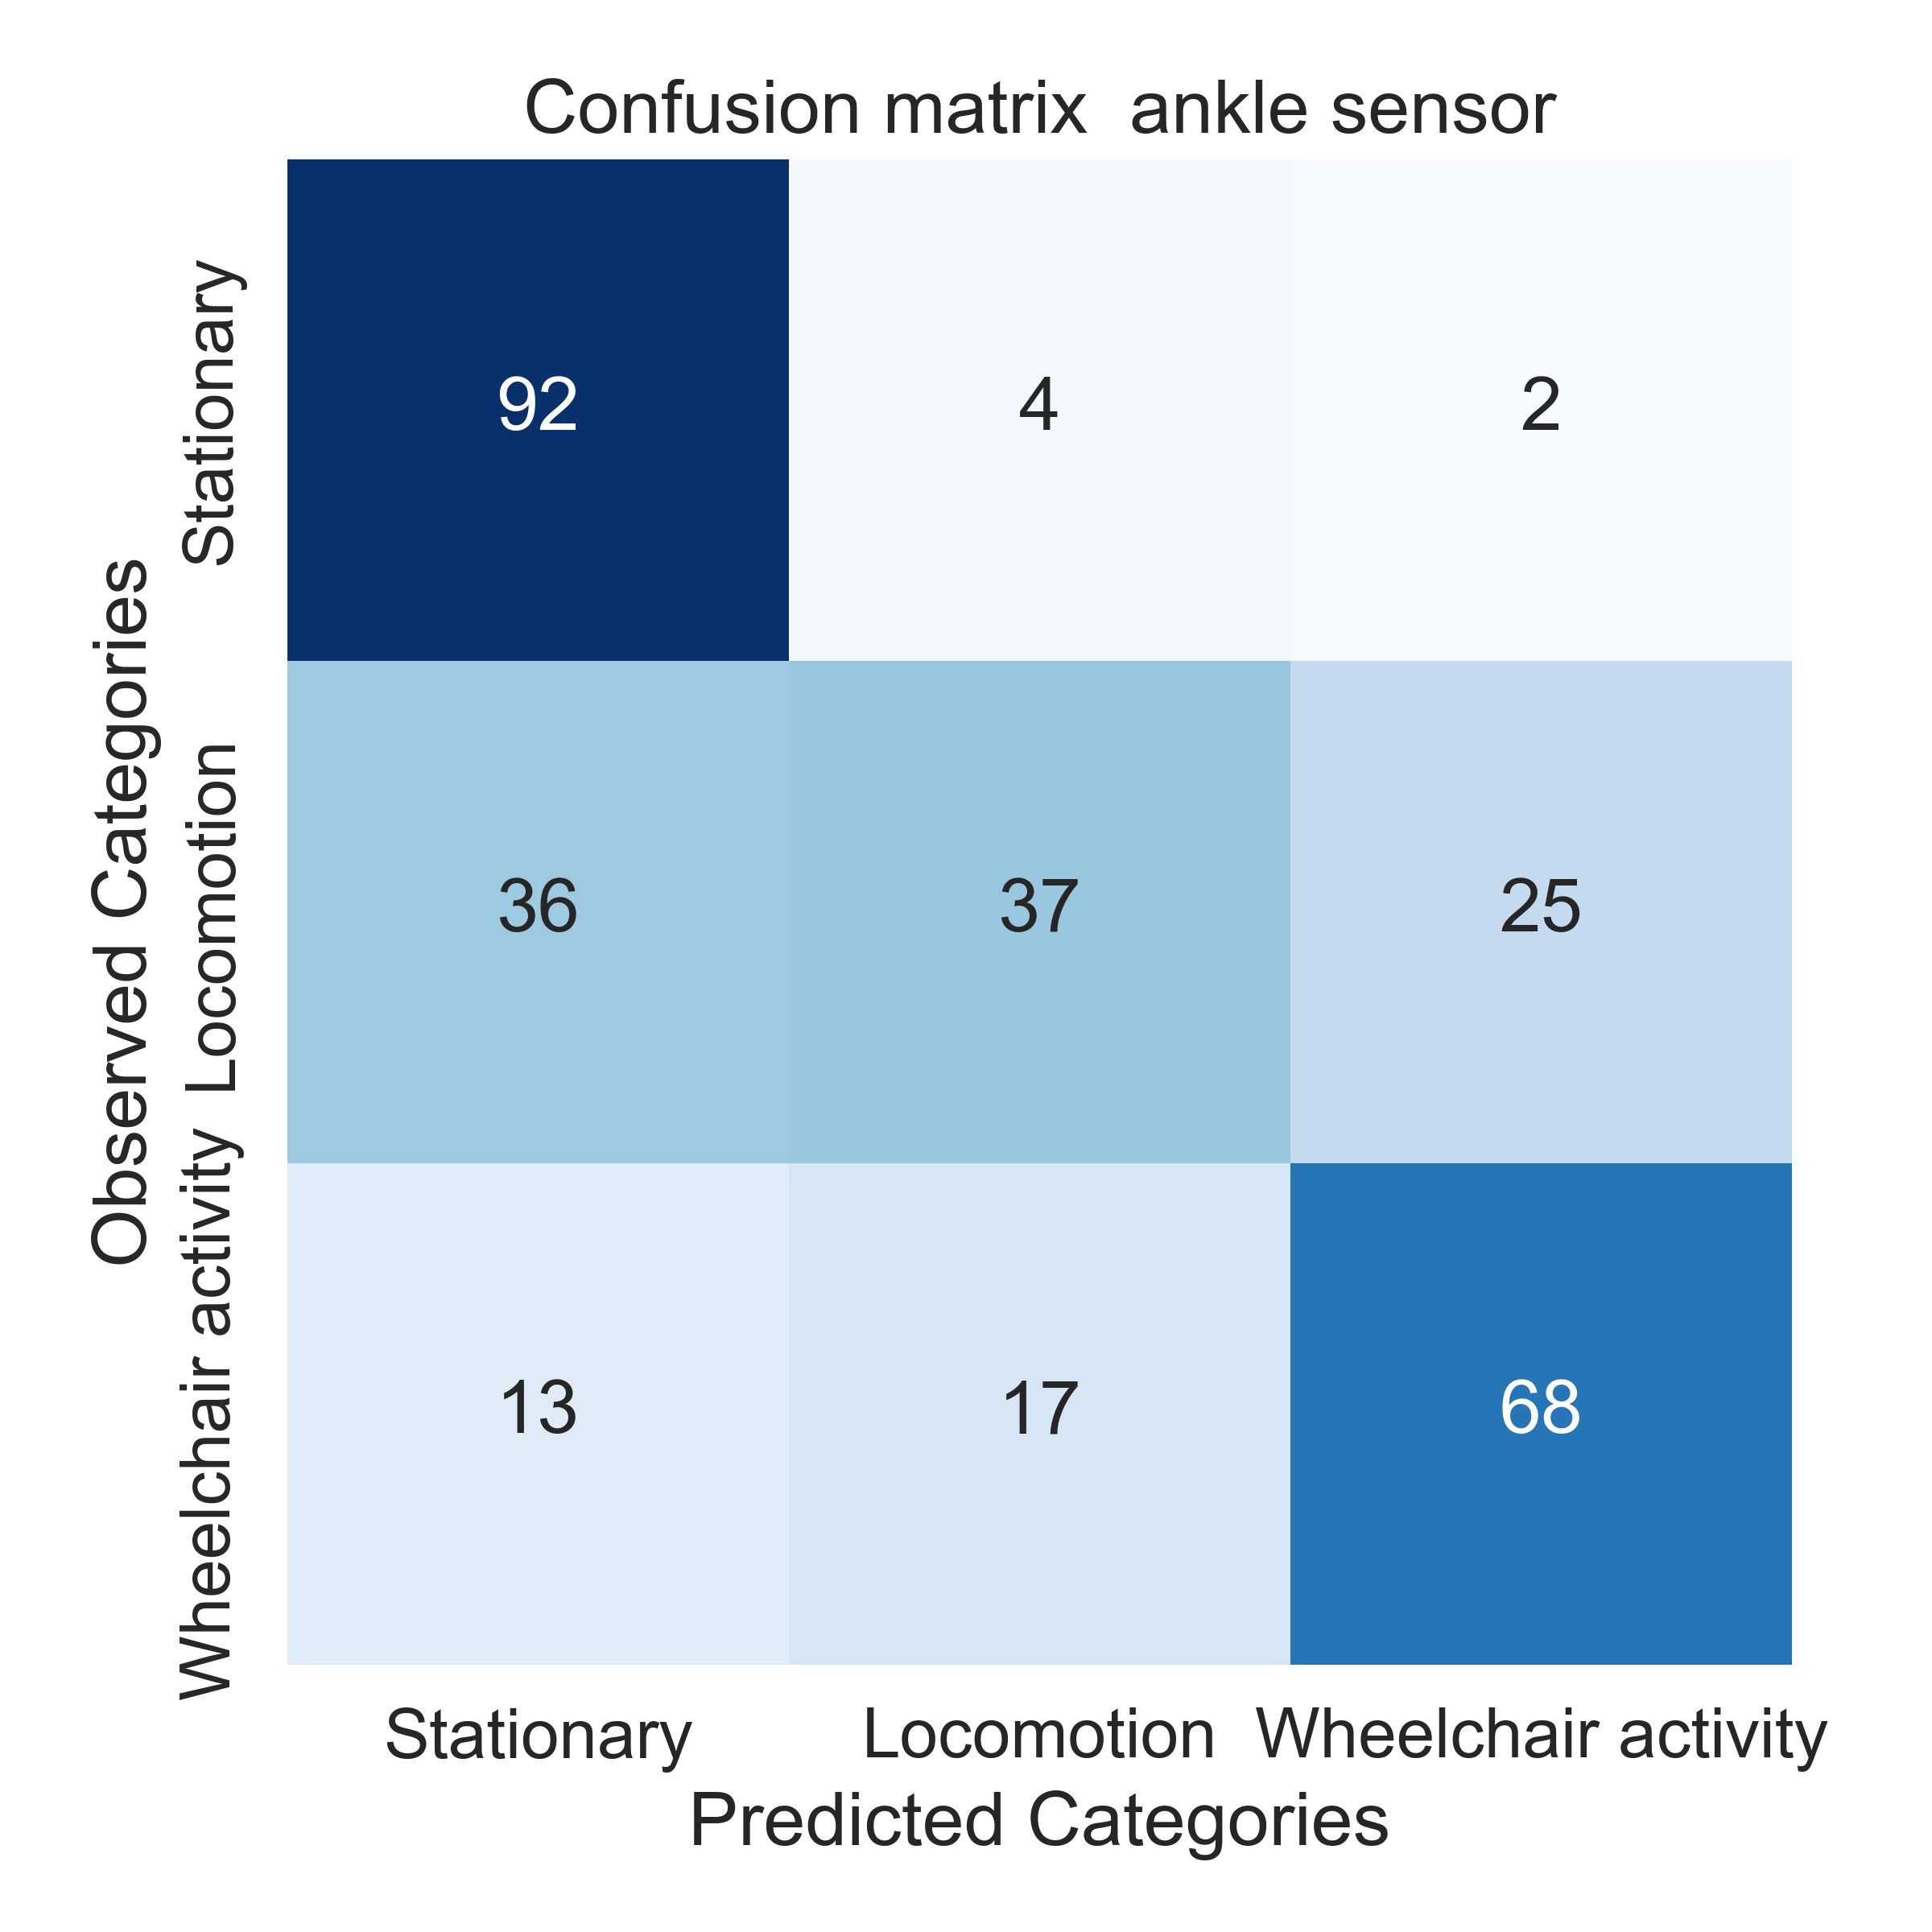 Confusion matrix  ankle sensor
Observed Categories
Stationary
92 4 2
Locomotion
36 37 25
Wheelchair activity
13 17 68
Stationary Locomotion Wheelchair activity
Predicted Categories